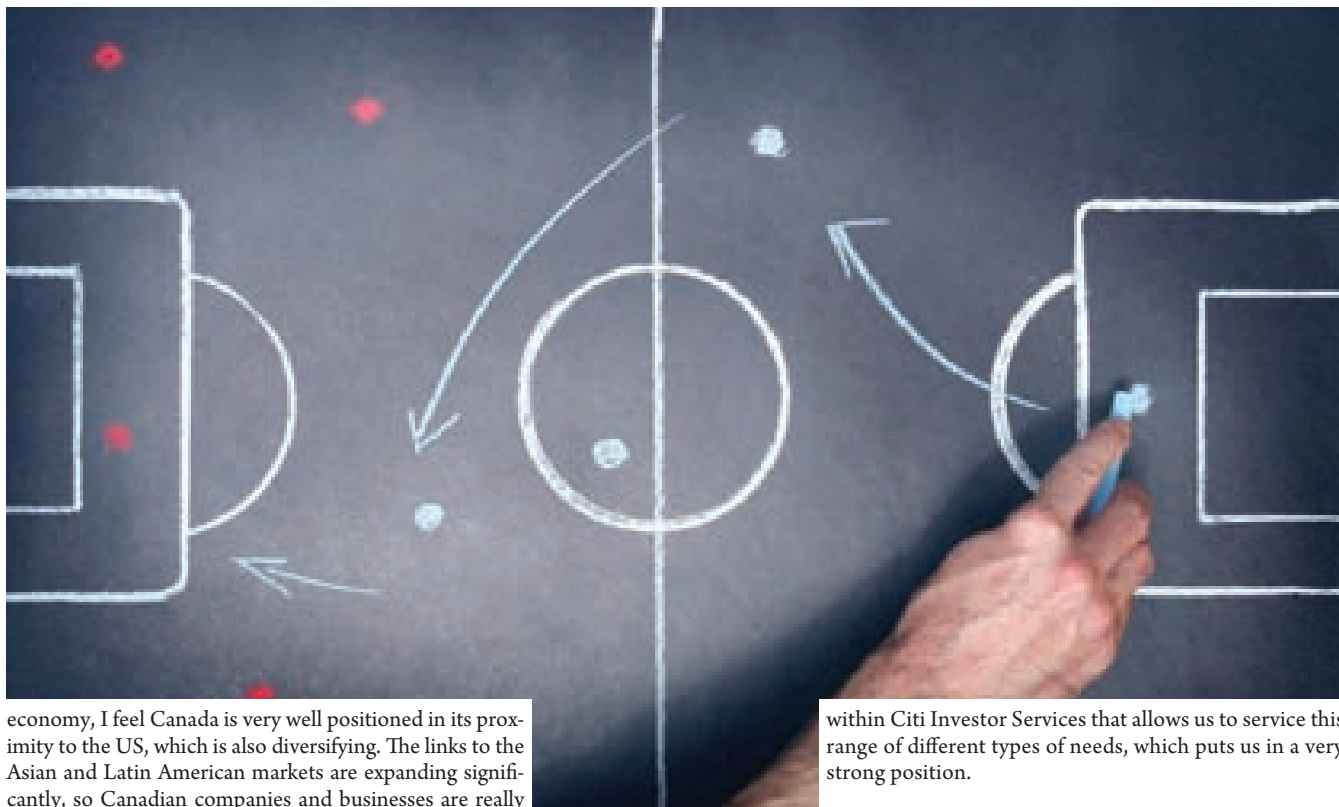 economy, I feel Canada is very well positioned in its prox-
imity to the US, which is also diversifying. The links to the
Asian and Latin American markets are expanding signifi-
cantly, so Canadian companies and businesses are really
within Citi Investor Services that allows us to service this
range of different types of needs, which puts us in a very
strong position.